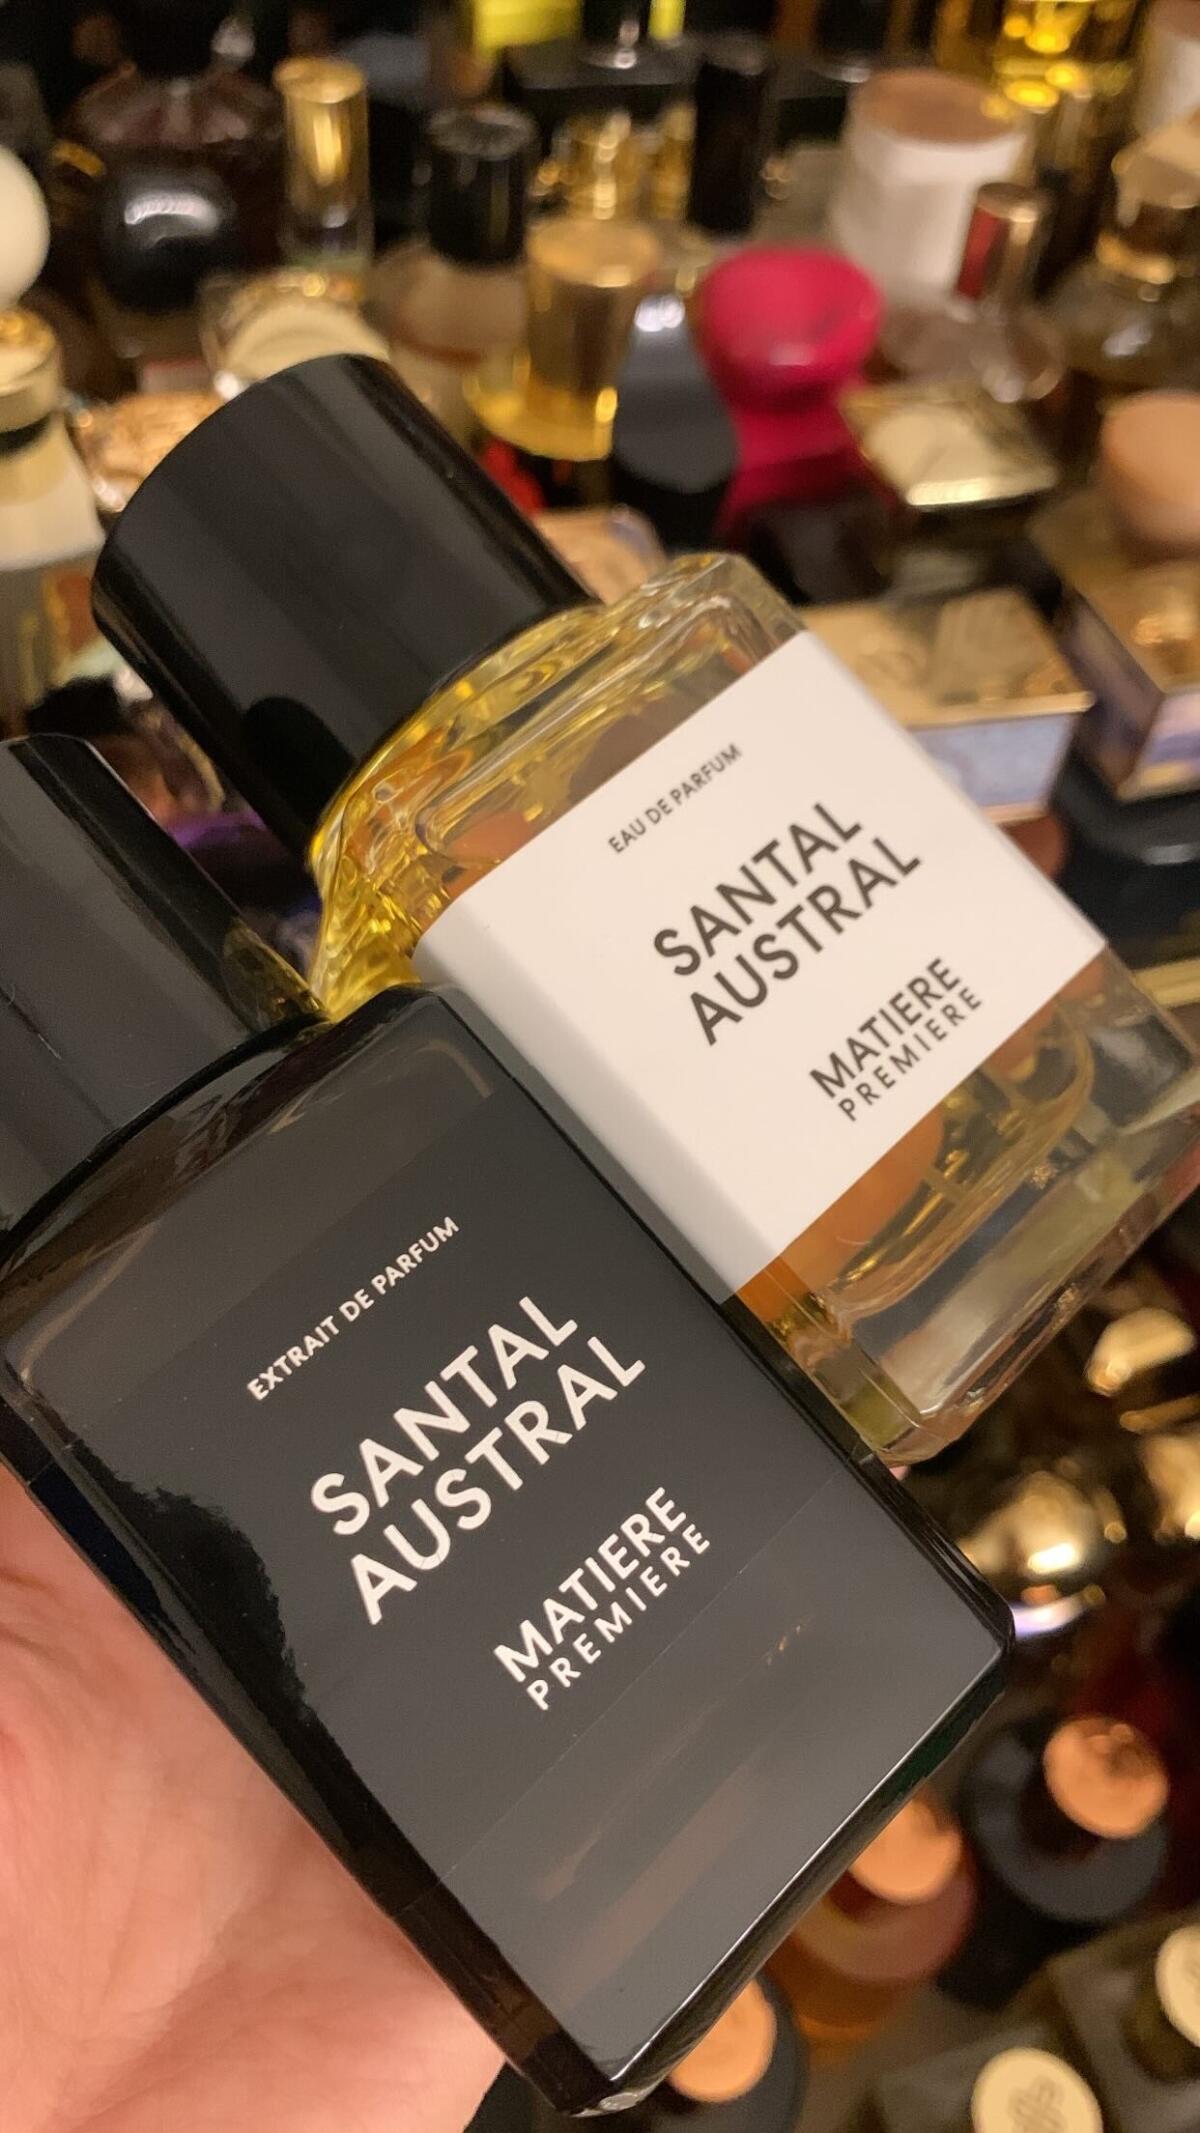 EAU DE PARFUM
SANTAL
AUSTRAL
MATIERE
PREMIERE
EXTRAIT DE PARFUM
SANTAL
AUSTRAL
MATIERE
PREMIERE